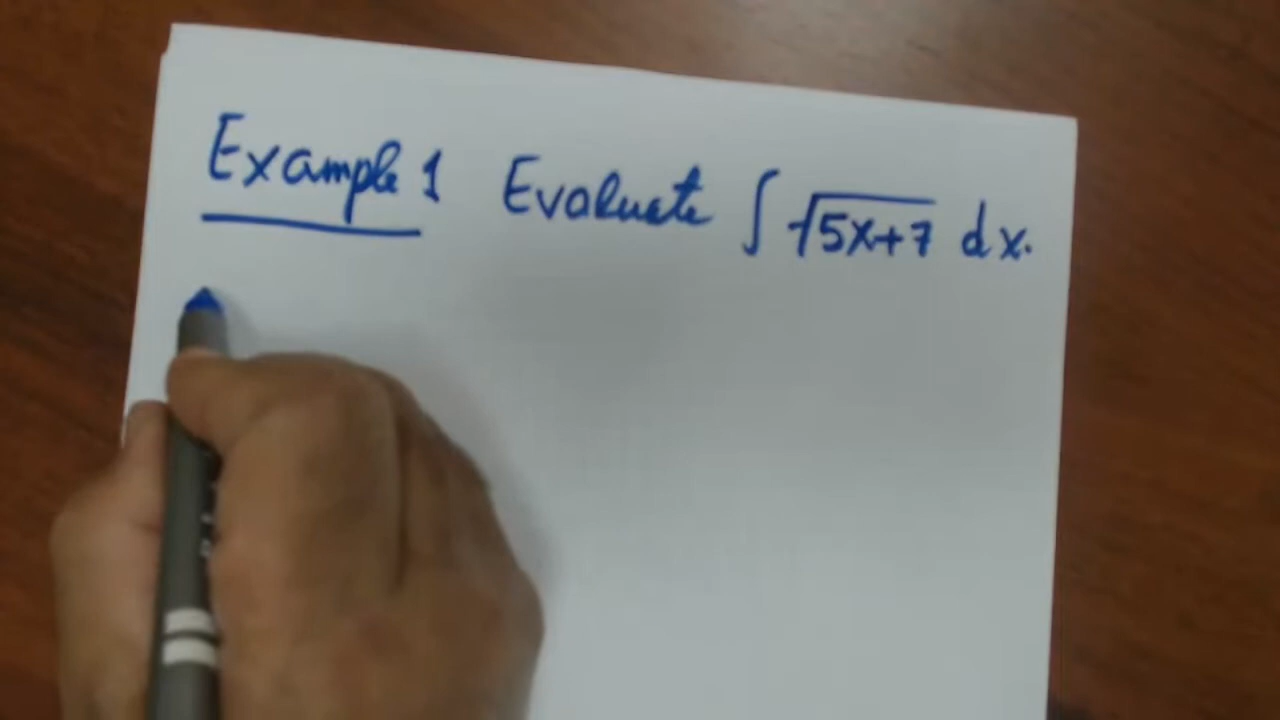 Example 1 Evaluate ∫ √5x+7 dx.